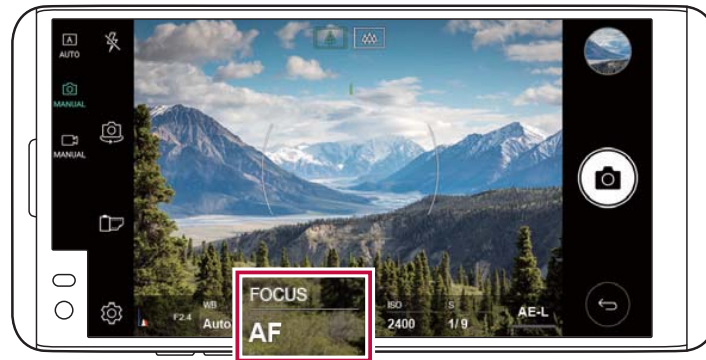 AUTO
MANUAL
MANUAL
F2.4
WB
Auto
FOCUS
AF
ISO
2400
S
1/9
AE-L